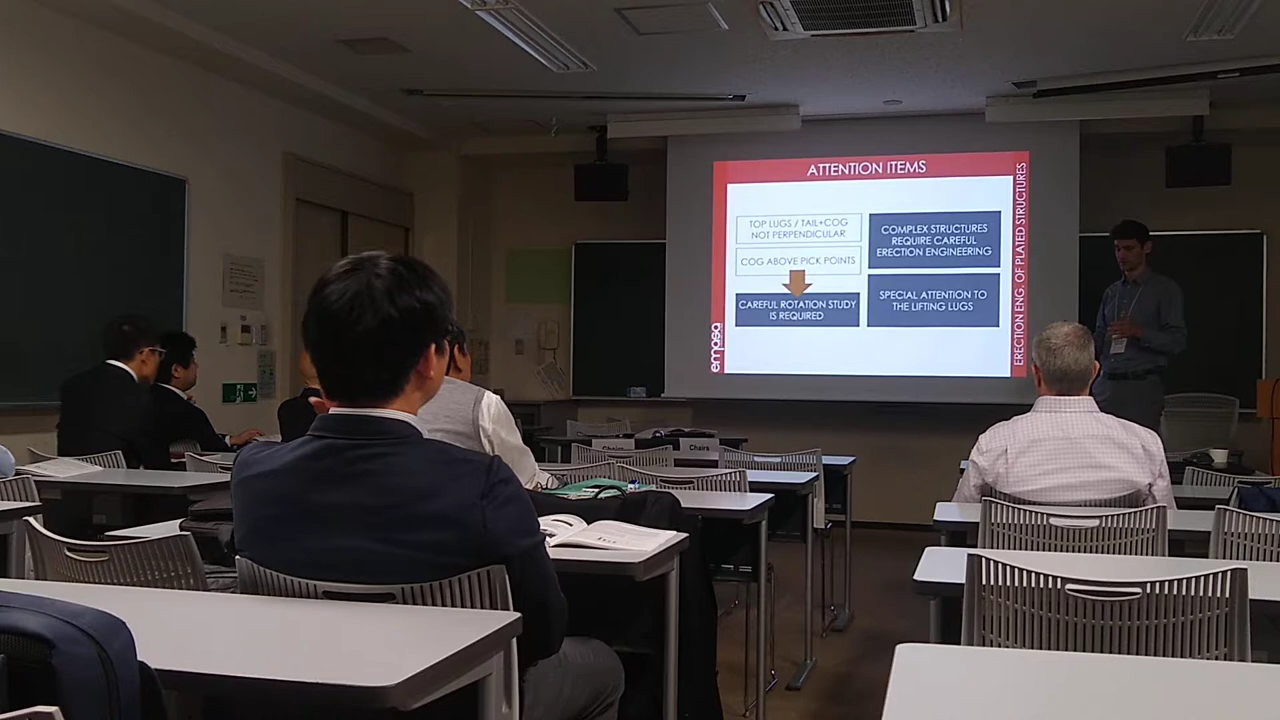 ATTENTION ITEMS
TOP LUGS / TAIL+COG
NOT PERPENDICULAR
COG ABOVE PICK POINTS
CAREFUL ROTATION STUDY
IS REQUIRED
COMPLEX STRUCTURES
REQUIRE CAREFUL
ERECTION ENGINEERING
SPECIAL ATTENTION TO
THE LIFTING LUGS
emasa
ERECTION ENG. OF PLATED STRUCTURES
Chairs
Chairs